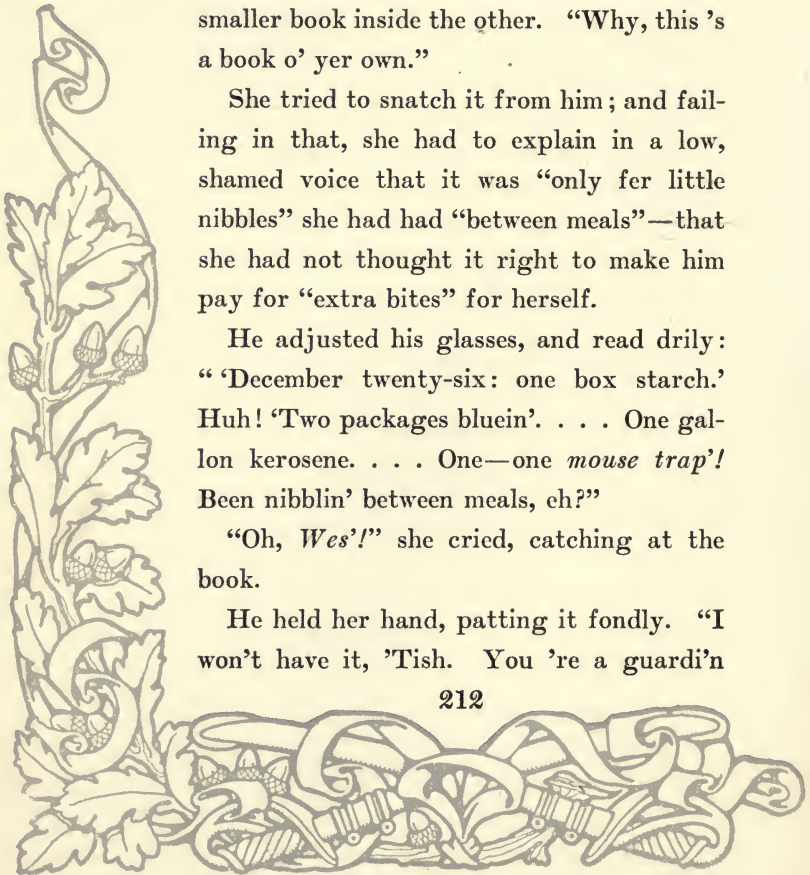 smaller book inside the other. “Why, this ’s
a book o’ yer own.”
She tried to snatch it from him; and fail-
ing in that, she had to explain in a low,
shamed voice that it was “only fer little
nibbles” she had had “between meals”—that
she had not thought it right to make him
pay for “extra bites” for herself.
He adjusted his glasses, and read drily:
“ ‘December twenty-six: one box starch.’
Huh! ‘Two packages bluein’. . . . One gal-
lon kerosene. . . . One—one mouse trap’!
Been nibblin’ between meals, eh?”
“Oh, Wes’!” she cried, catching at the
book.
He held her hand, patting it fondly. “I
won’t have it, ’Tish. You ’re a guardi’n
212